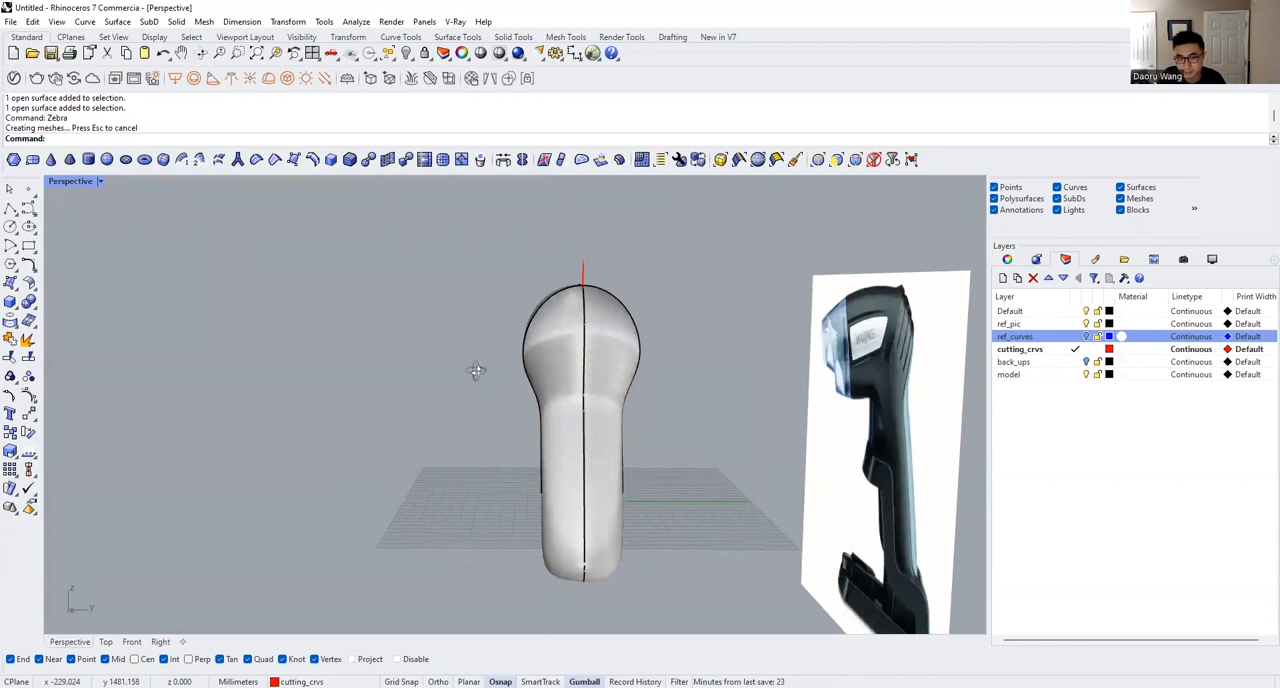 Untitled - Rhinoceros 7 Commercia - [Perspective]
File Edit View Curve Surface SubD Solid Mesh Dimension Transform Tools Analyze Render Panels V-Ray Help
Standard CPlanes Set View Display Select Viewport Layout Visibility Transform Curve Tools Surface Tools Solid Tools Mesh Tools Render Tools Drafting New in V7
Daoru Wang
1 open surface added to selection.
1 open surface added to selection.
Command: Zebra
Creating meshes... Press Esc to cancel
Command:
Perspective
Points Curves Surfaces
Polysurfaces SubDs Meshes
Annotations Lights Blocks
»
Layers
Layer Material Linetype Print Width
Default Continuous Default
ref_pic Continuous Default
ref_curves Continuous Default
cutting_crvs Continuous Default
back_ups Continuous Default
model Continuous Default
z
x y
Perspective Top Front Right
End Near Point Mid Cen Int Perp Tan Quad Knot Vertex Project Disable
CPlane x -229.024 y 1481.158 z 0.000 Millimeters cutting_crvs Grid Snap Ortho Planar Osnap SmartTrack Gumball Record History Filter Minutes from last save: 23